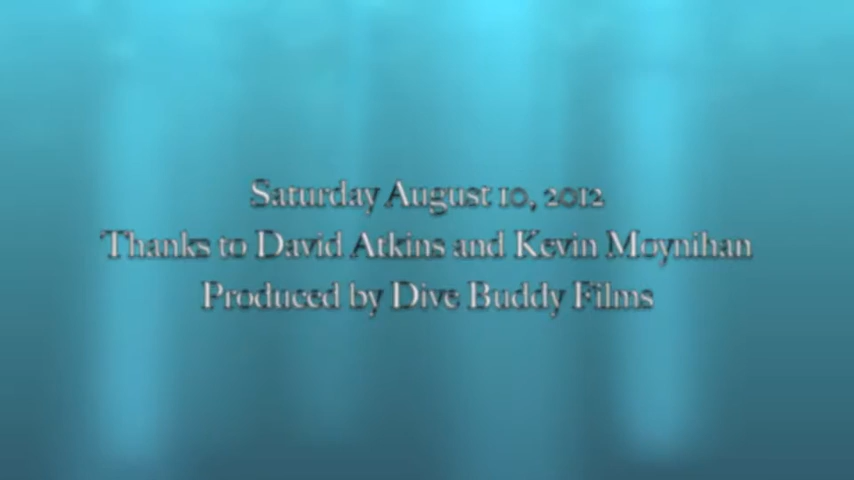 Saturday August 10, 2012
Thanks to David Atkins and Kevin Moynihan
Produced by Dive Buddy Films